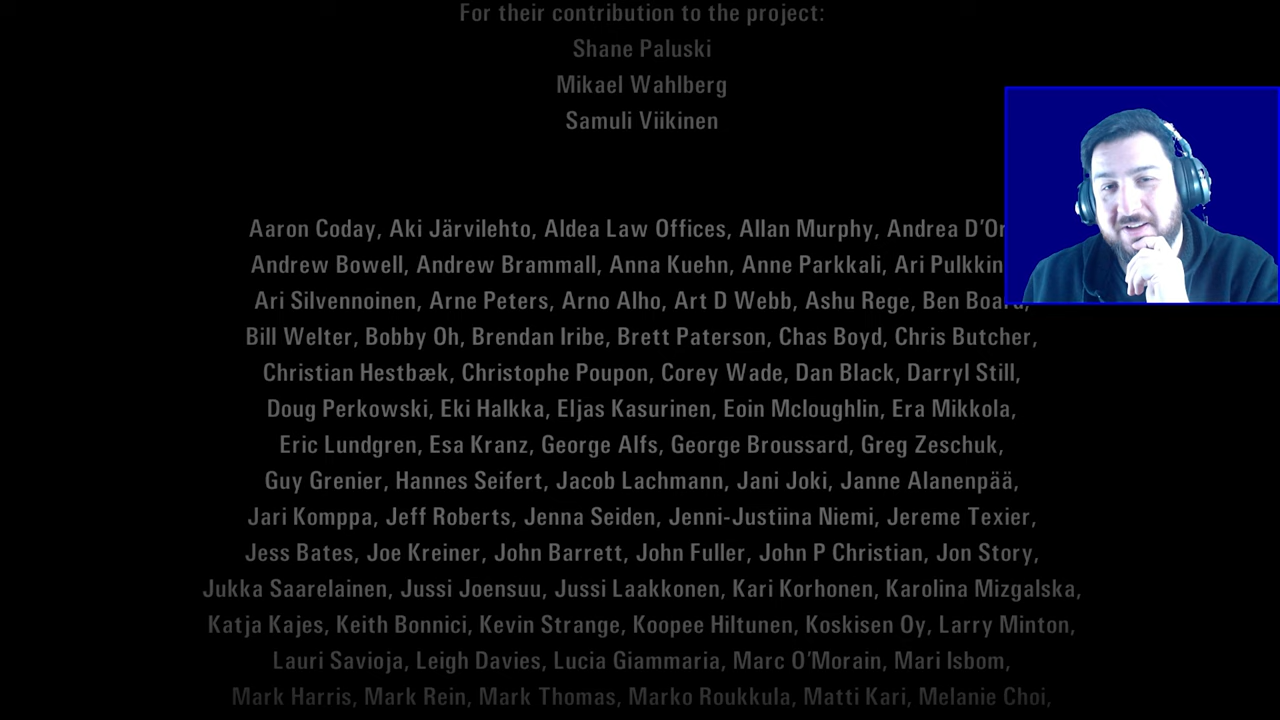 For their contribution to the project:
Shane Paluski
Mikael Wahlberg
Samuli Viikinen
Aaron Coday, Aki Järvilehto, Aldea Law Offices, Allan Murphy, Andrea
Andrew Bowell, Andrew Brammall, Anna Kuehn, Anne Parkkali, Ari
Ari Silvennoinen, Arne Peters, Arno Alho, Art D Webb, Ashu Rege, Ben Board,
Bill Welter, Bobby Oh, Brendan Iribe, Brett Paterson, Chas Boyd, Chris Butcher,
Christian Hestbæk, Christophe Poupon, Corey Wade, Dan Black, Darryl Still,
Doug Perkowski, Eki Halkka, Eljas Kasurinen, Eoin Mcloughlin, Era Mikkola,
Eric Lundgren, Esa Kranz, George Alfs, George Broussard, Greg Zeschuk,
Guy Grenier, Hannes Seifert, Jacob Lachmann, Jani Joki, Janne Alanenpää,
Jari Komppa, Jeff Roberts, Jenna Seiden, Jenni-Justiina Niemi, Jereme Texier,
Jess Bates, Joe Kreiner, John Barrett, John Fuller, John P Christian, Jon Story,
Jukka Saarelainen, Jussi Joensuu, Jussi Laakkonen, Kari Korhonen, Karolina Mizgalska,
Katja Kajes, Keith Bonnici, Kevin Strange, Koopee Hiltunen, Koskisen Oy, Larry Minton,
Lauri Savioja, Leigh Davies, Lucia Giammaria, Marc O'Morain, Mari Isbom,
Mark Harris, Mark Rein, Mark Thomas, Marko Roukkula, Matti Kari, Melanie Choi,